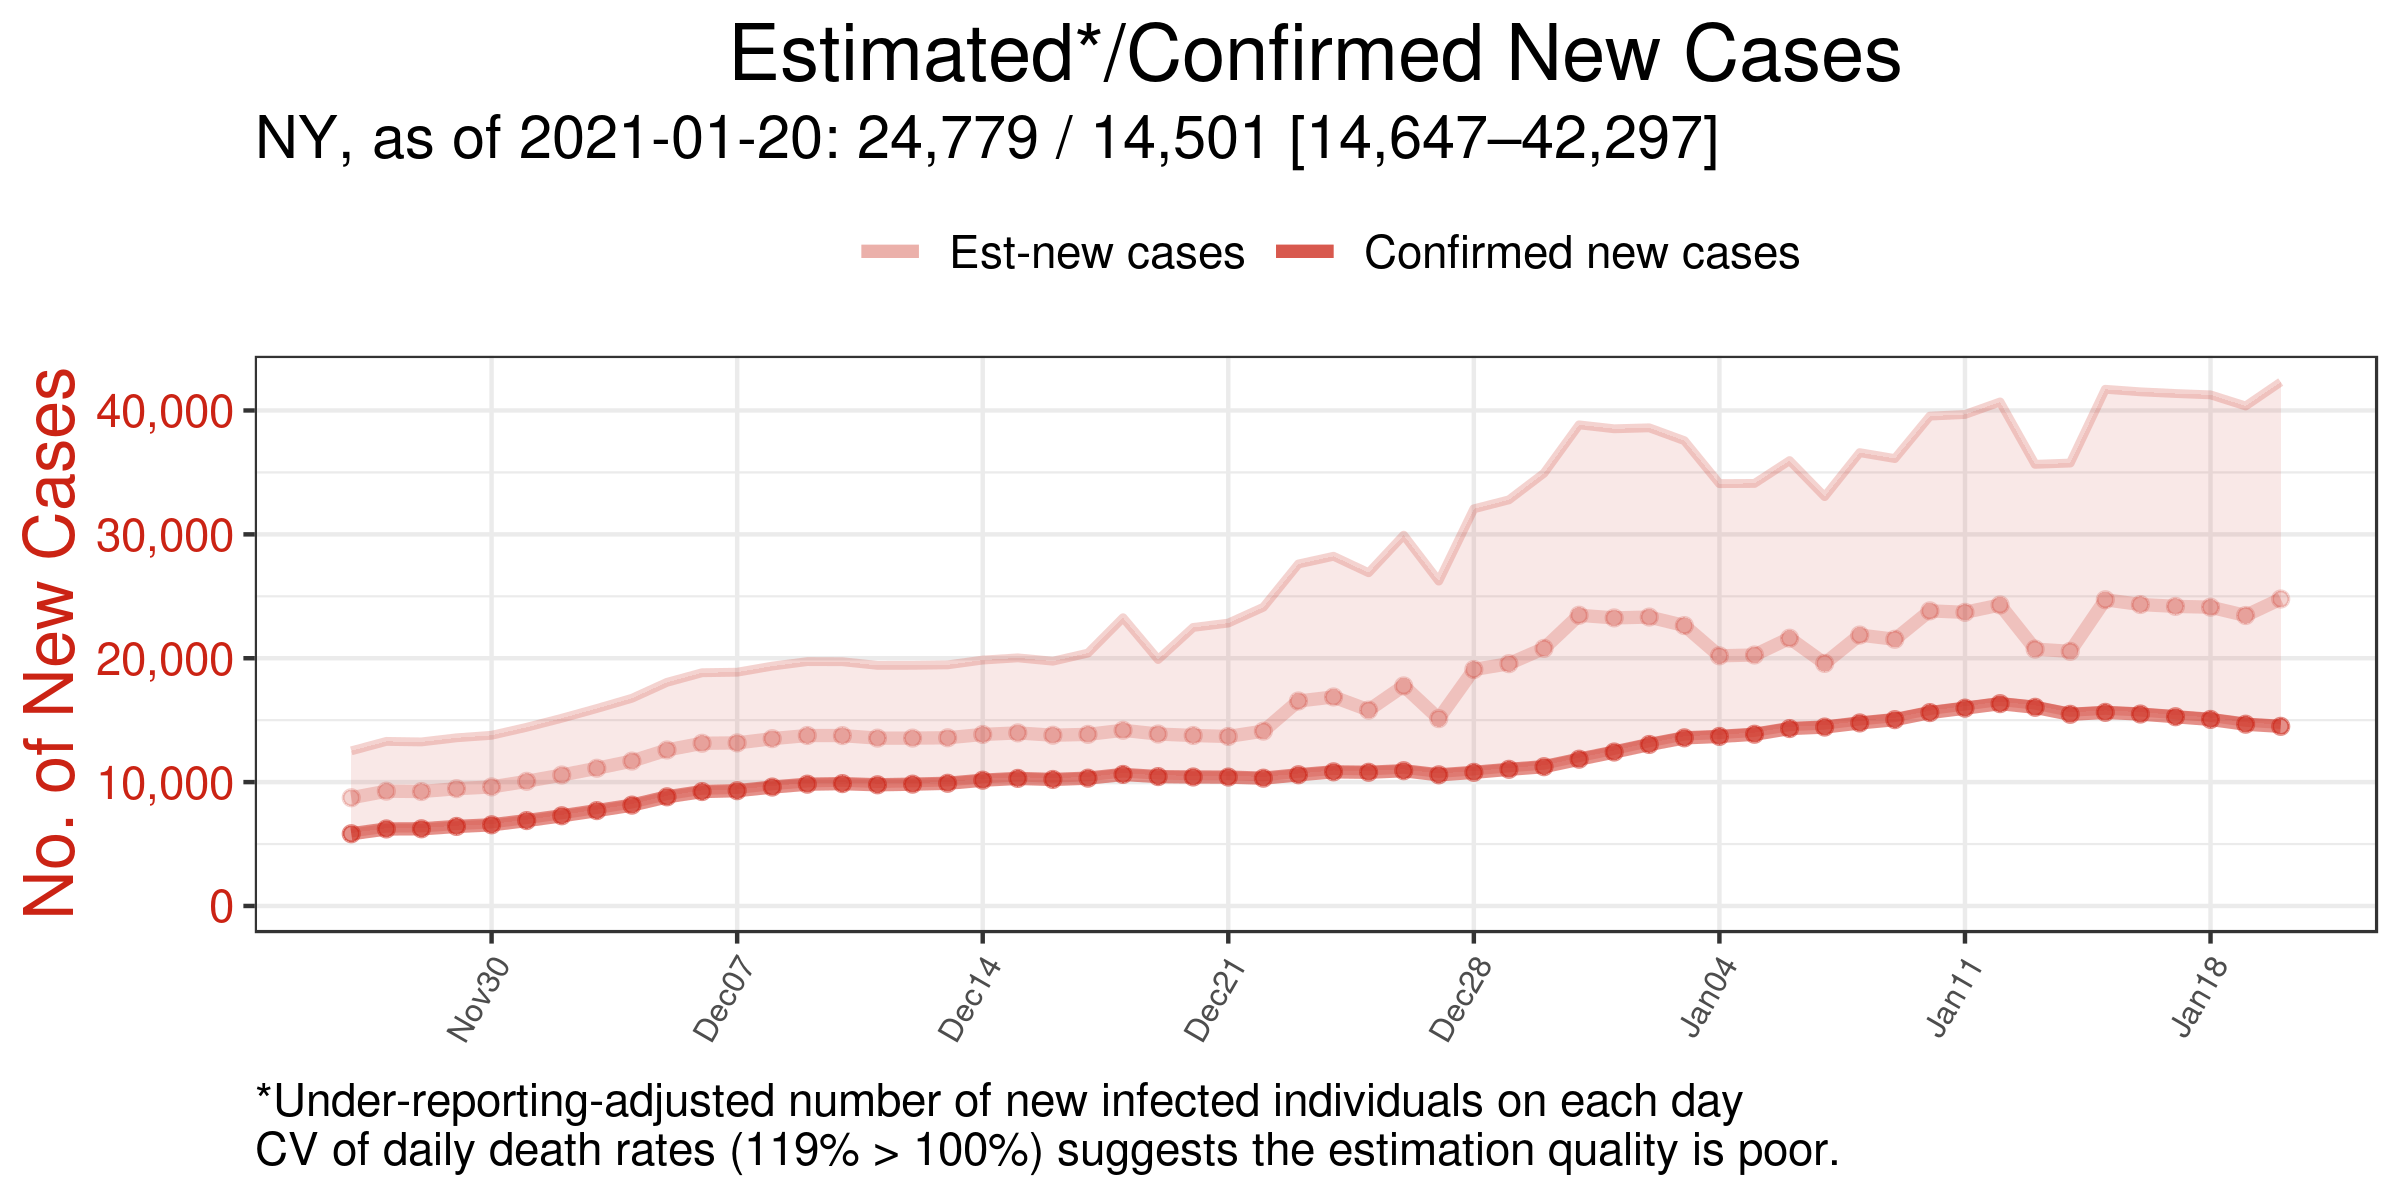 Estimated*/Confirmed New Cases
NY, as of 2021-01-20: 24,779 / 14,501 [14,647–42,297]
Est-new cases
Confirmed new cases
No. of New Cases
40,000
30,000
20,000
10,000
0
Nov30
Dec07
Dec14
Dec21
Dec28
Jan04
Jan11
Jan18
*Under-reporting-adjusted number of new infected individuals on each day
CV of daily death rates (119% > 100%) suggests the estimation quality is poor.